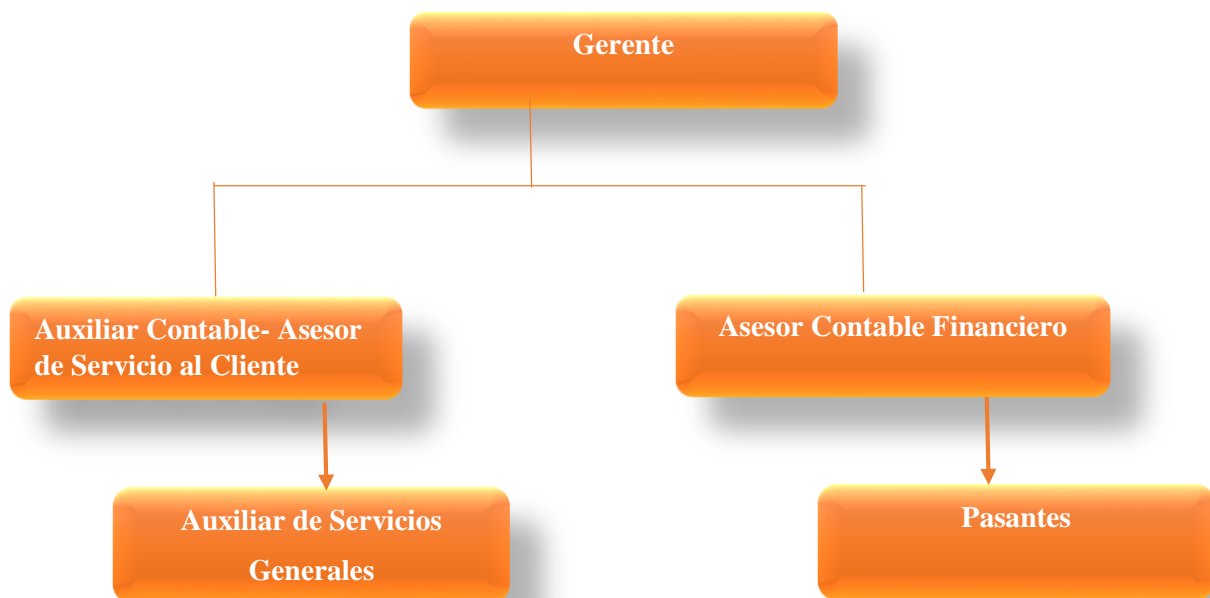 Gerente
Auxiliar Contable- Asesor
de Servicio al Cliente
Asesor Contable Financiero
Auxiliar de Servicios
Generales
Pasantes